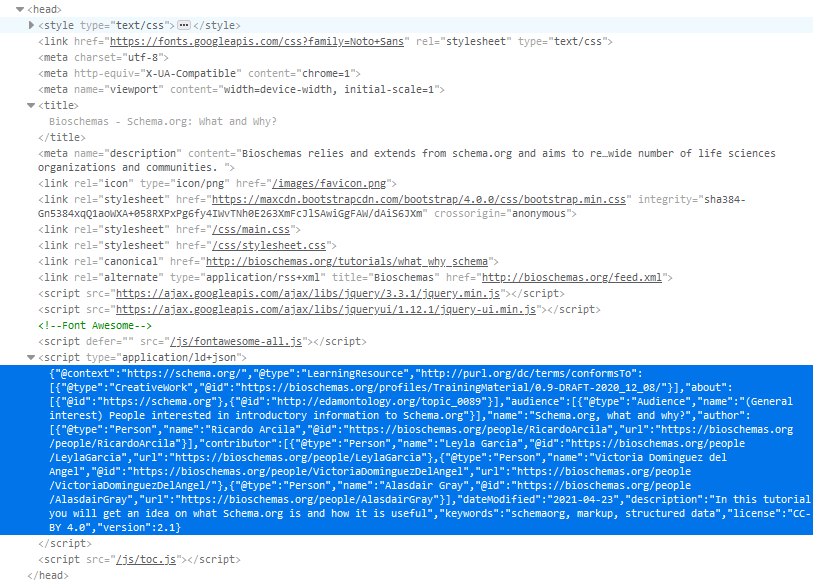 <head>
<style type="text/css"> ••• </style>
<link href="https://fonts.googleapis.com/css?family=Noto+Sans" rel="stylesheet" type="text/css">
<meta charset="utf-8">
<meta http-equiv="X-UA-Compatible" content="chrome=1">
<meta name="viewport" content="width=device-width, initial-scale=1">
<title>
Bioschemas - Schema.org: What and Why?
</title>
<meta name="description" content="Bioschemas relies and extends from schema.org and aims to re…wide number of life sciences
organizations and communities. ">
<link rel="icon" type="icon/png" href="/images/favicon.png">
<link rel="stylesheet" href="https://maxcdn.bootstrapcdn.com/bootstrap/4.0.0/css/bootstrap.min.css" integrity="sha384-
Gn5384xqQ1aoWXA+058RXPxPg6fy4IWvTNh0E263XmFcJlSAwiGgFAW/dAiS6JXm" crossorigin="anonymous">
<link rel="stylesheet" href="/css/main.css">
<link rel="stylesheet" href="/css/stylesheet.css">
<link rel="canonical" href="http://bioschemas.org/tutorials/what_why_schema">
<link rel="alternate" type="application/rss+xml" title="Bioschemas" href="http://bioschemas.org/feed.xml">
<script src="https://ajax.googleapis.com/ajax/libs/jquery/3.3.1/jquery.min.js"></script>
<script src="https://ajax.googleapis.com/ajax/libs/jqueryui/1.12.1/jquery-ui.min.js"></script>
<!--Font Awesome-->
<script defer="" src="/js/fontawesome-all.js"></script>
<script type="application/ld+json">
{"@context":"https://schema.org/","@type":"LearningResource","http://purl.org/dc/terms/conformsTo":
[{"@type":"CreativeWork","@id":"https://bioschemas.org/profiles/TrainingMaterial/0.9-DRAFT-2020_12_08/"}],"about":
[{"@id":"https://schema.org"},{"@id":"http://edamontology.org/topic_0089"}],"audience":[{"@type":"Audience","name":"(General
interest) People interested in introductory information to Schema.org"}],"name":"Schema.org, what and why?","author":
[{"@type":"Person","name":"Ricardo Arcila","@id":"https://bioschemas.org/people/RicardoArcila","url":"https://bioschemas.org
/people/RicardoArcila"}],"contributor":[{"@type":"Person","name":"Leyla Garcia","@id":"https://bioschemas.org/people
/LeylaGarcia","url":"https://bioschemas.org/people/LeylaGarcia"},{"@type":"Person","name":"Victoria Dominguez del
Angel","@id":"https://bioschemas.org/people/VictoriaDominguezDelAngel","url":"https://bioschemas.org/people
/VictoriaDominguezDelAngel/"},{"@type":"Person","name":"Alasdair Gray","@id":"https://bioschemas.org/people
/AlasdairGray","url":"https://bioschemas.org/people/AlasdairGray"}],"dateModified":"2021-04-23","description":"In this tutorial
you will get an idea on what Schema.org is and how it is useful","keywords":"schemaorg, markup, structured data","license":"CC-
BY 4.0","version":2.1}
</script>
<script src="/js/toc.js"></script>
</head>